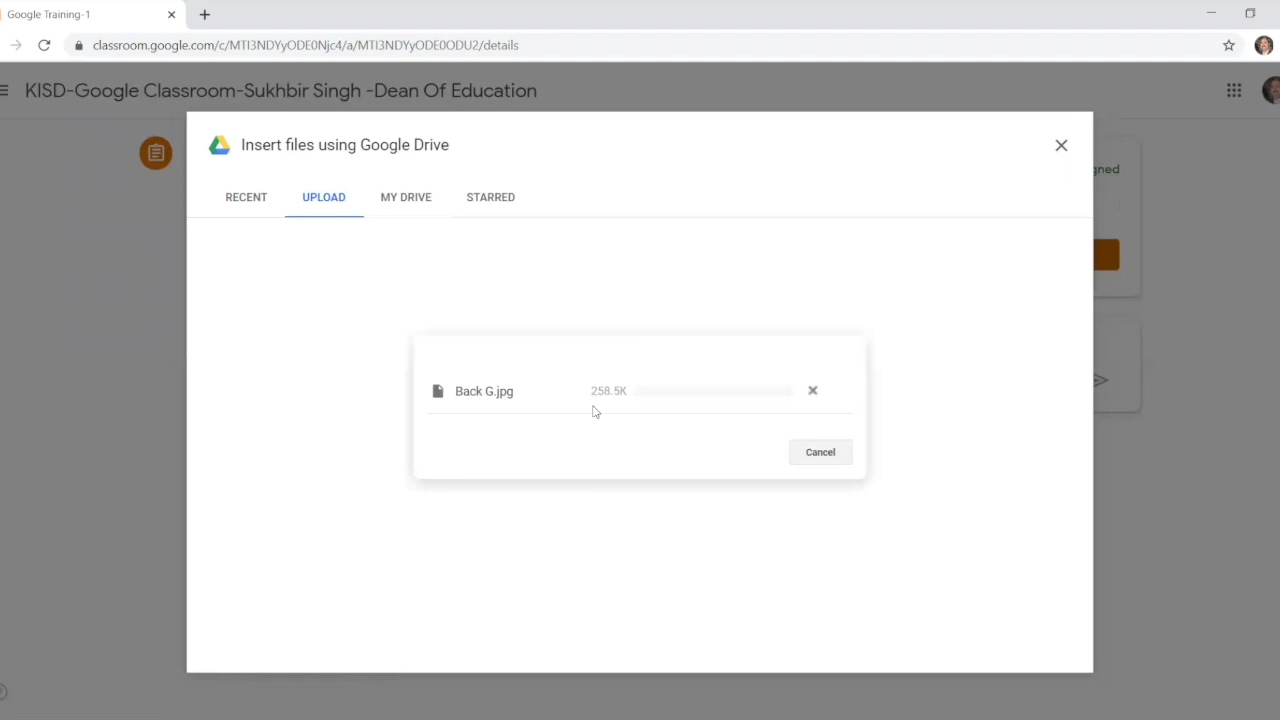 Google Training-1
classroom.google.com/c/MTI3NDYyODE0Njc4/a/MTI3NDYyODE0ODU2/details
KISD-Google Classroom-Sukhbir Singh -Dean Of Education
Insert files using Google Drive
gned
RECENT UPLOAD MY DRIVE STARRED
Back G.jpg 258.5K
Cancel